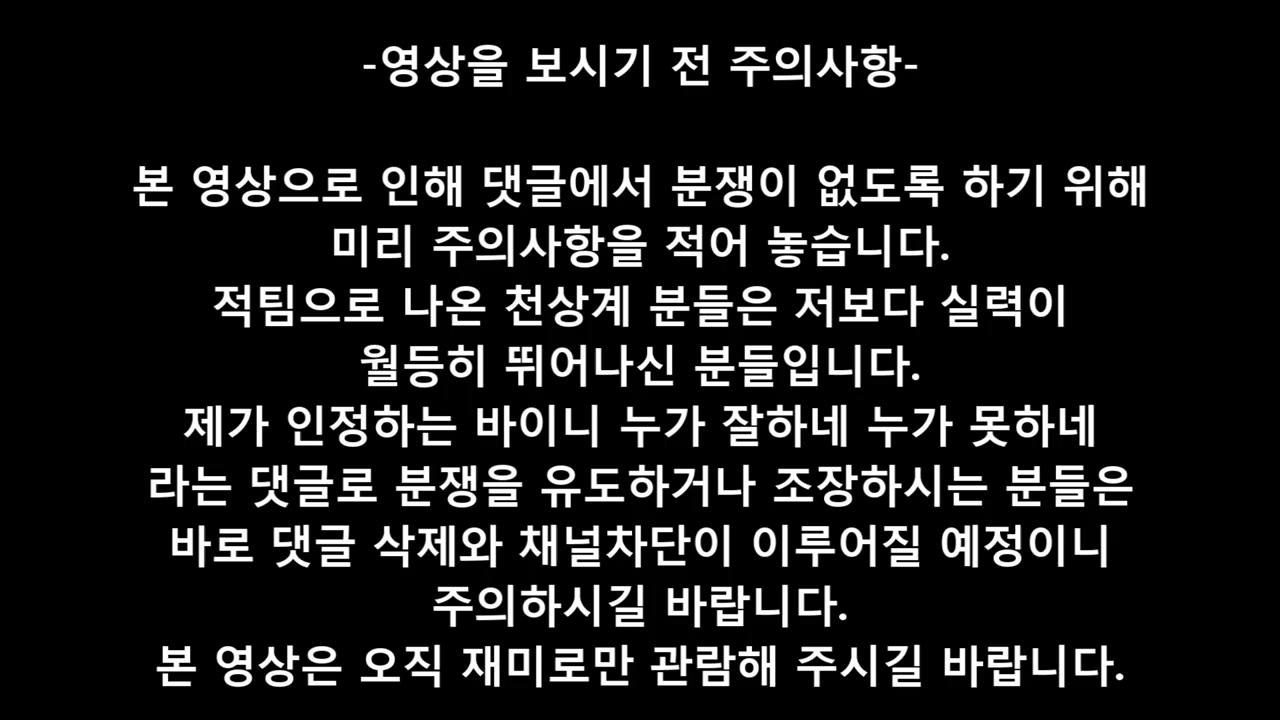 -영상을 보시기 전 주의사항-
본 영상으로 인해 댓글에서 분쟁이 없도록 하기 위해
미리 주의사항을 적어 놓습니다.
적팀으로 나온 천상계 분들은 저보다 실력이
월등히 뛰어나신 분들입니다.
제가 인정하는 바이니 누가 잘하네 누가 못하네
라는 댓글로 분쟁을 유도하거나 조장하시는 분들은
바로 댓글 삭제와 채널차단이 이루어질 예정이니
주의하시길 바랍니다.
본 영상은 오직 재미로만 관람해 주시길 바랍니다.